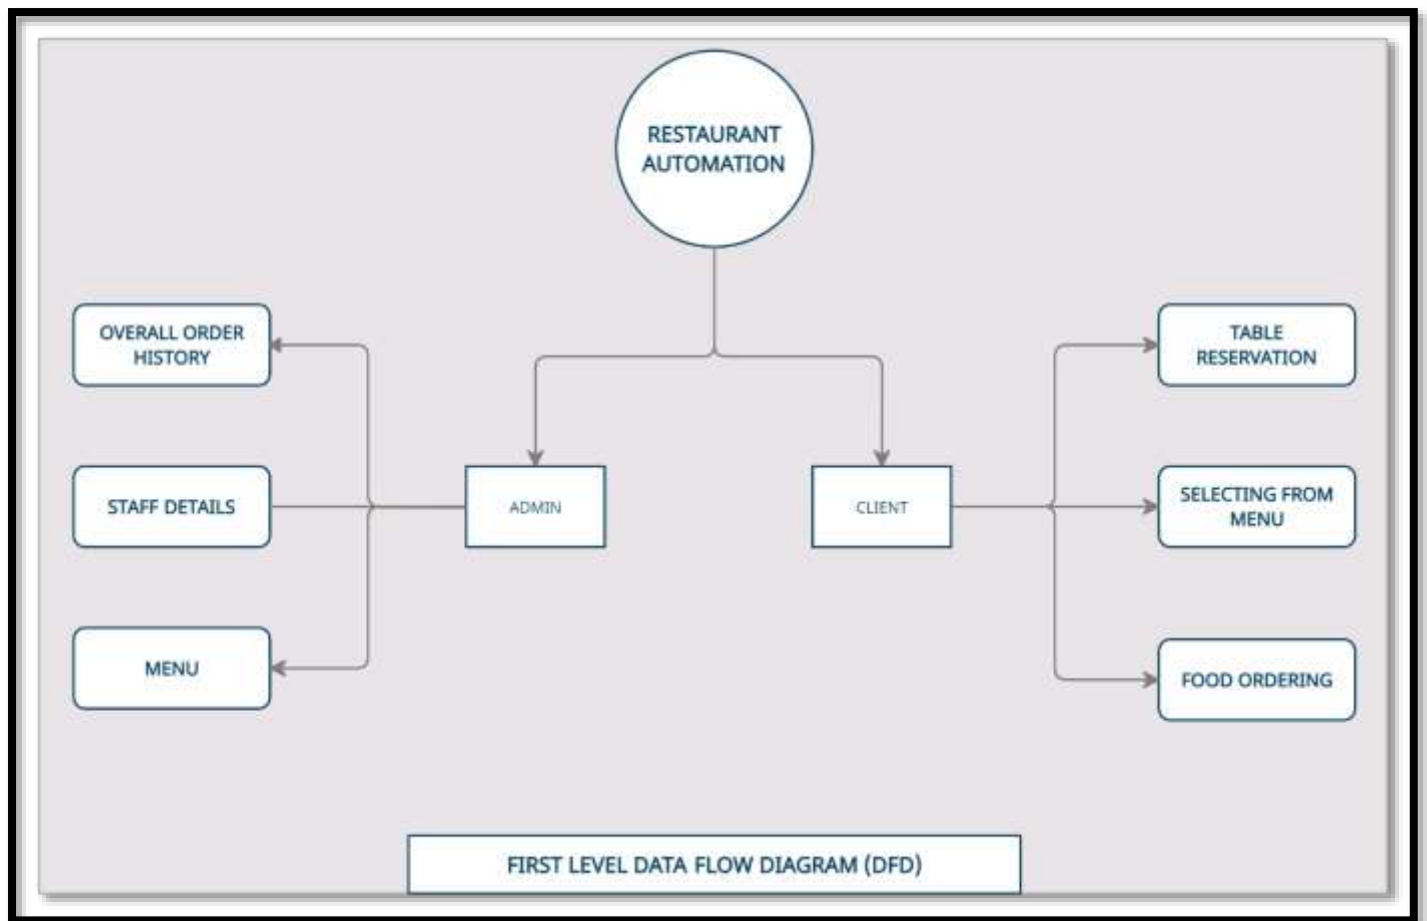 RESTAURANT
AUTOMATION
OVERALL ORDER
HISTORY
TABLE
RESERVATION
STAFF DETAILS
ADMIN
CLIENT
SELECTING FROM
MENU
MENU
FOOD ORDERING
FIRST LEVEL DATA FLOW DIAGRAM (DFD)